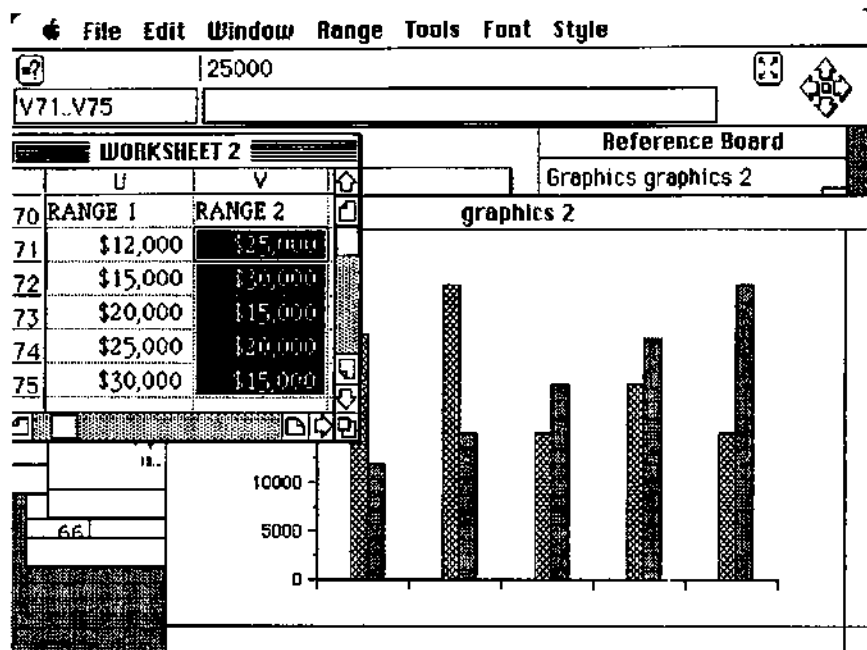 File Edit Window Range Tools Font Style
=? 25000
V71..V75
WORKSHEET 2
Reference Board
U V
Graphics graphics 2
70 RANGE 1 RANGE 2
graphics 2
71 $12,000 $25,000
72 $15,000 $30,000
73 $20,000 $15,000
74 $25,000 $20,000
75 $30,000 $15,000
10000
5000
66
0